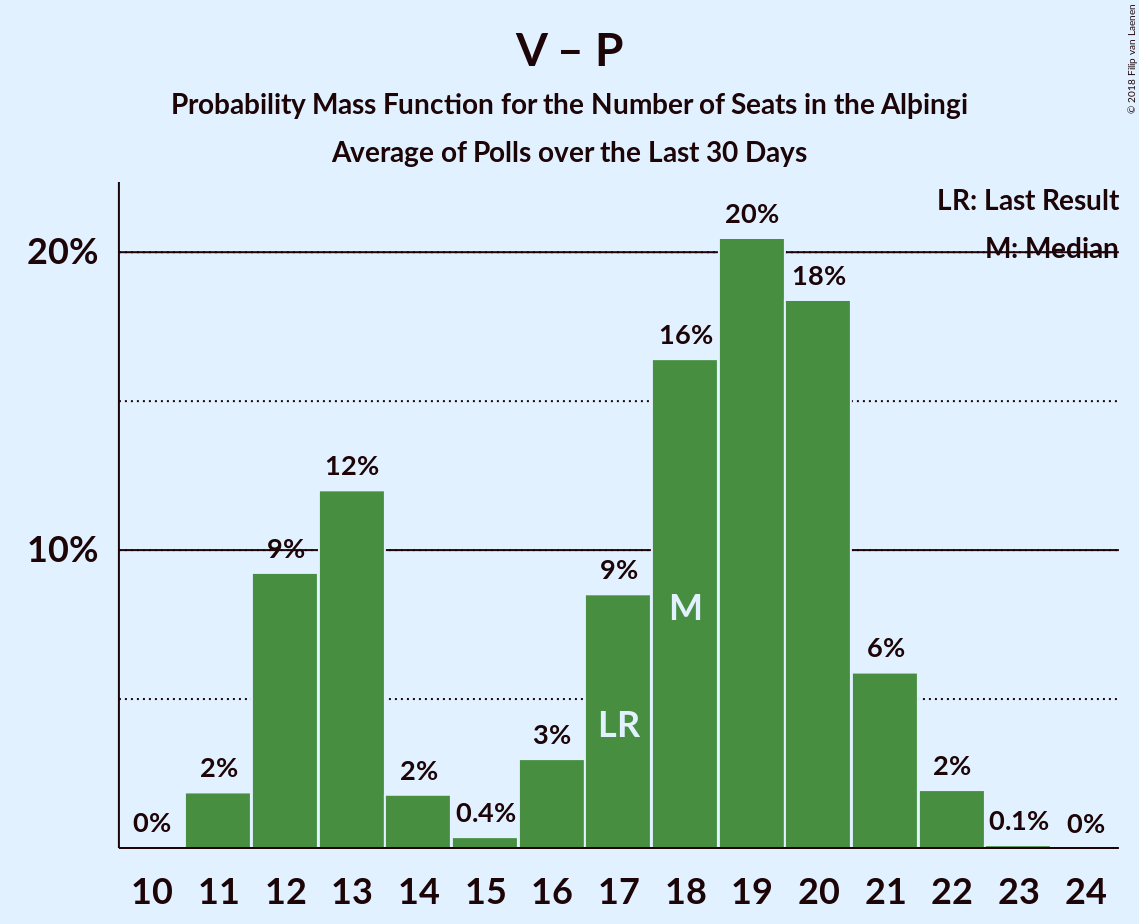 V – P
Probability Mass Function for the Number of Seats in the Alþingi
Average of Polls over the Last 30 Days
© 2018 Filip van Laenen
LR: Last Result
M: Median
20%
10%
0%
2%
9%
12%
2%
0.4%
3%
9%
16%
20%
18%
6%
2%
0.1%
0%
M
LR
10 11 12 13 14 15 16 17 18 19 20 21 22 23 24